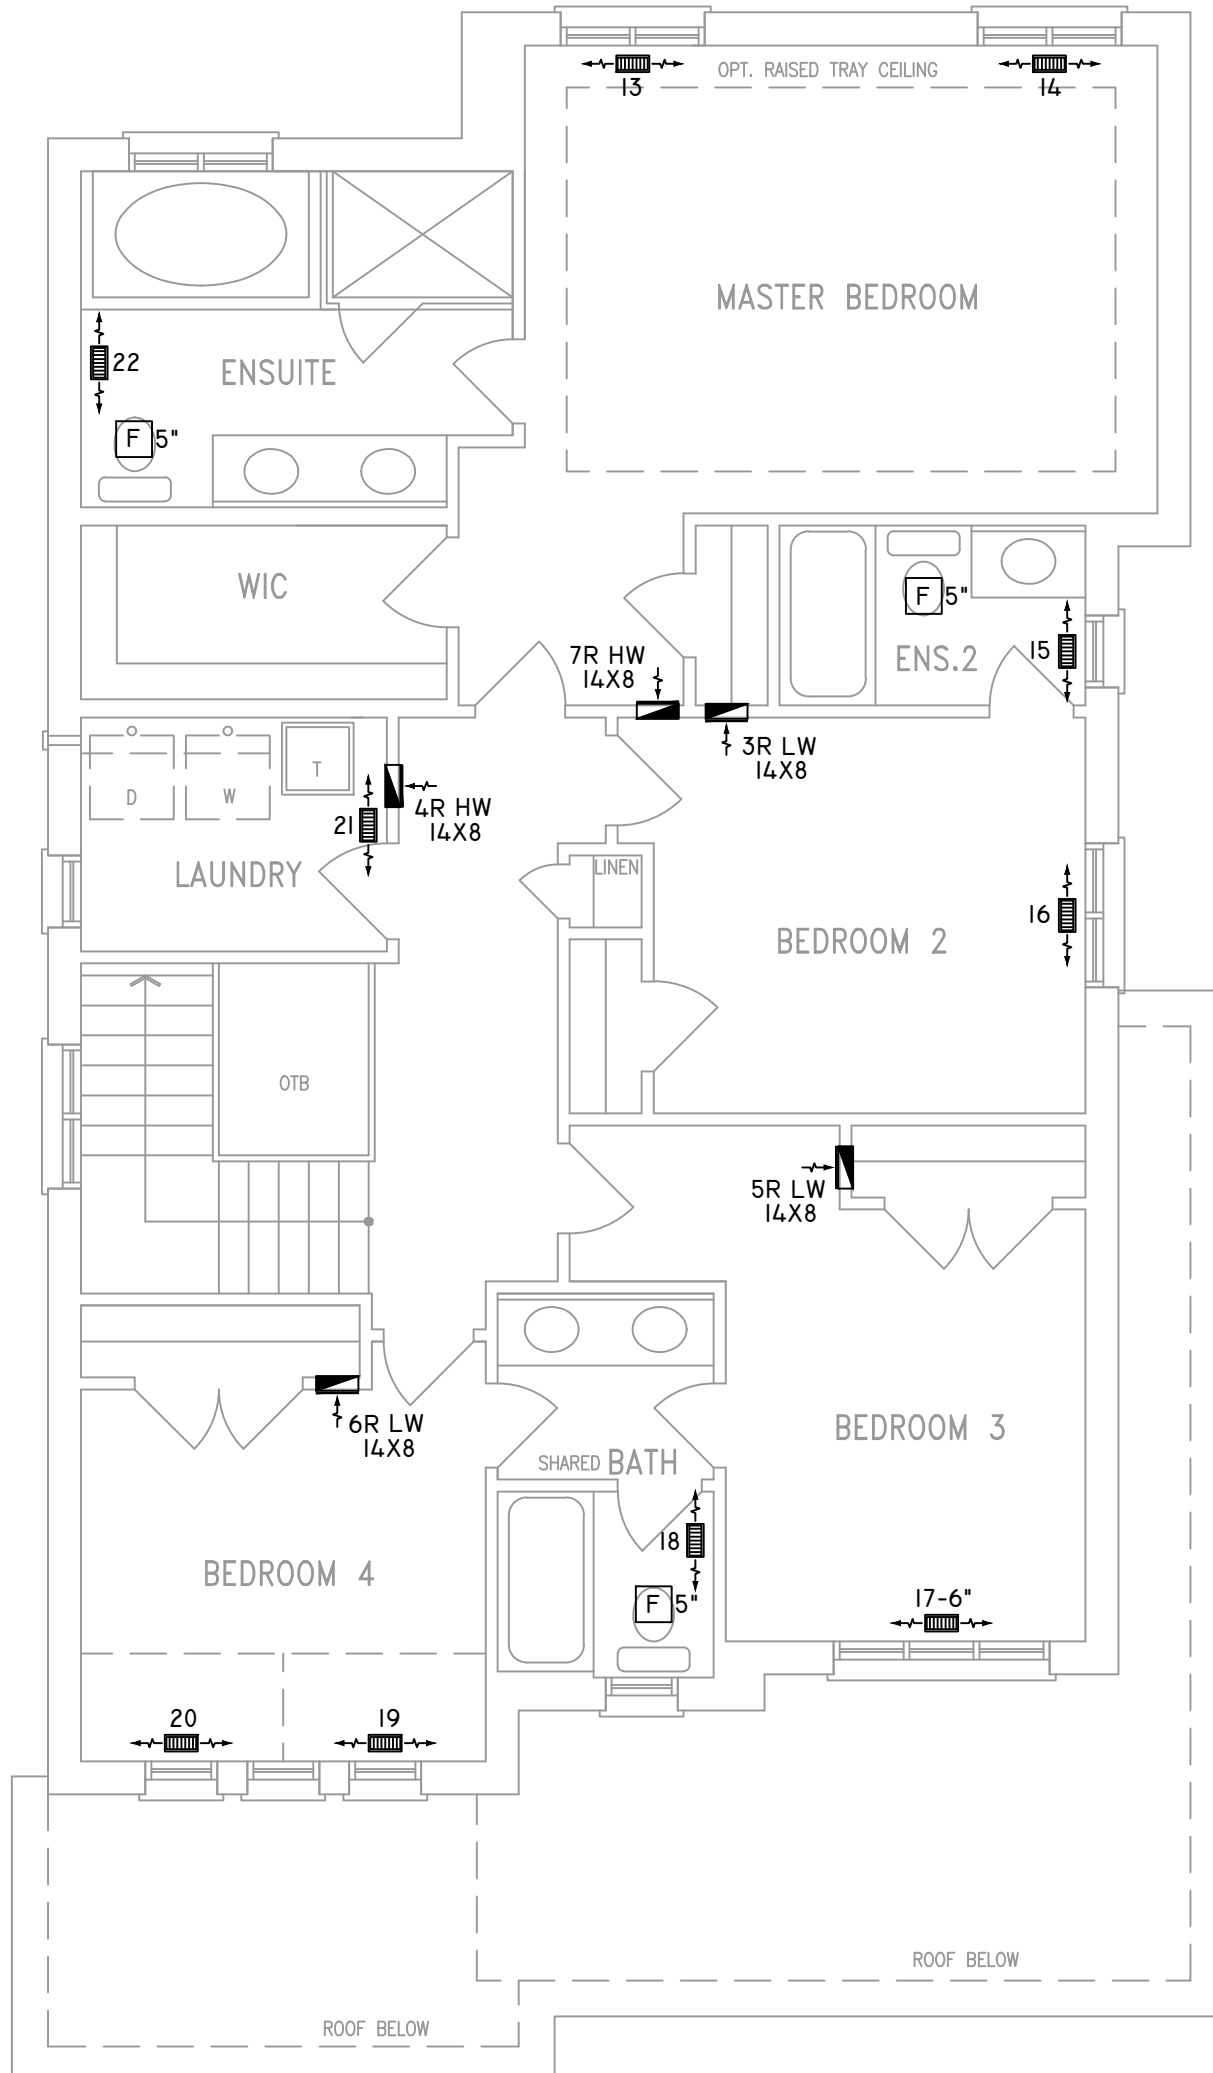 OPT. RAISED TRAY CEILING
13
14
MASTER BEDROOM
22
ENSUITE
F 5"
WIC
F 5"
ENS.2
15
7R HW
14X8
3R LW
14X8
D
W
T
21
4R HW
14X8
LAUNDRY
LINEN
BEDROOM 2
16
OTB
5R LW
14X8
6R LW
14X8
BEDROOM 3
SHARED BATH
18
BEDROOM 4
F 5"
17-6"
20
19
ROOF BELOW
ROOF BELOW